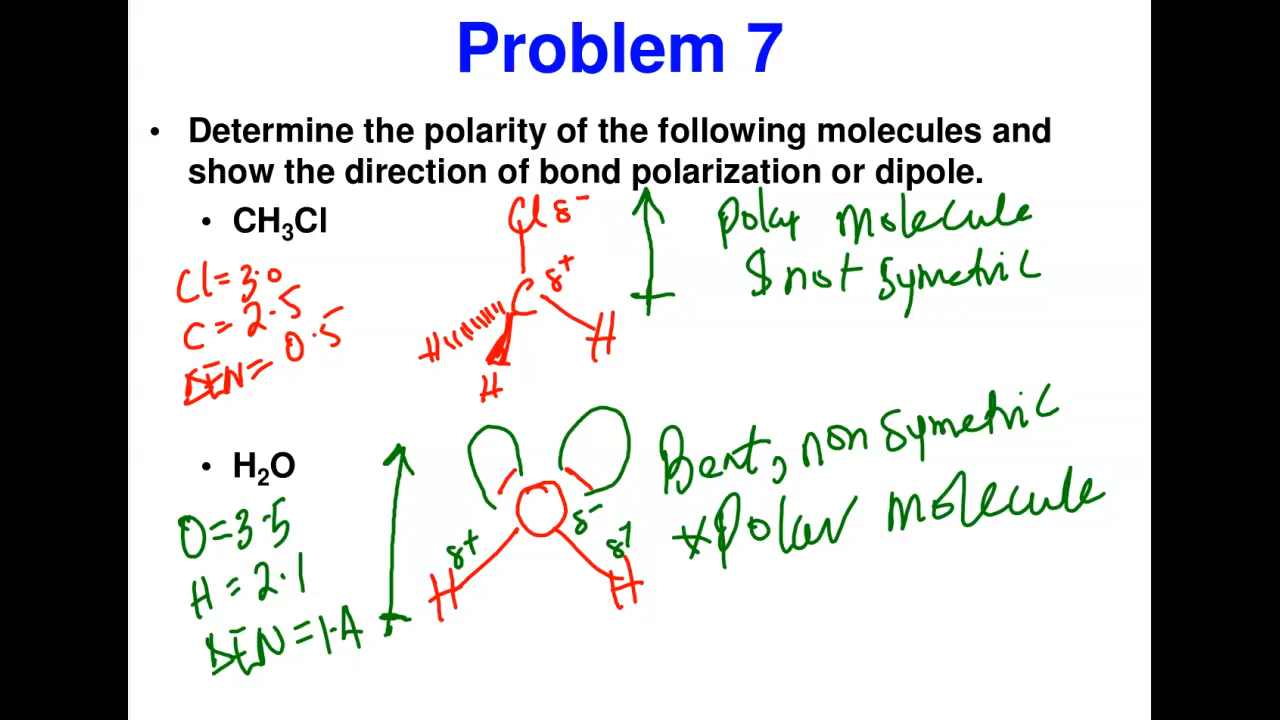 Problem 7
• Determine the polarity of the following molecules and
show the direction of bond polarization or dipole.
• CH₃Cl
Cl δ⁻
C δ⁺
H
H
H
polar molecule
$ not symetric
Cl = 3.0
C = 2.5
ΔEN = 0.5
• H₂O
O = 3.5
H = 2.1
ΔEN = 1.4
δ⁺
δ⁻
δ⁺
H
H
Bent, non symetric
*Polar molecule